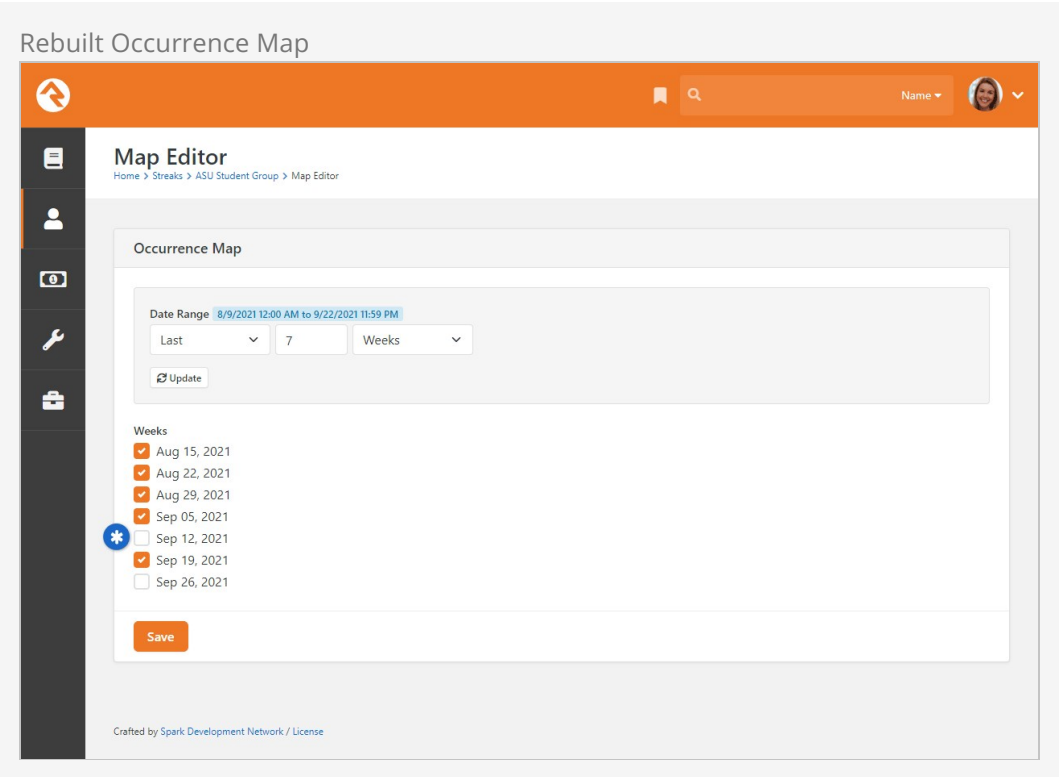 Rebuilt Occurrence Map
Name
Map Editor
Home > Streaks > ASU Student Group > Map Editor
Occurrence Map
Date Range 8/9/2021 12:00 AM to 9/22/2021 11:59 PM
Last 7 Weeks
Update
Weeks
Aug 15, 2021
Aug 22, 2021
Aug 29, 2021
Sep 05, 2021
Sep 12, 2021
Sep 19, 2021
Sep 26, 2021
Save
Crafted by Spark Development Network / License